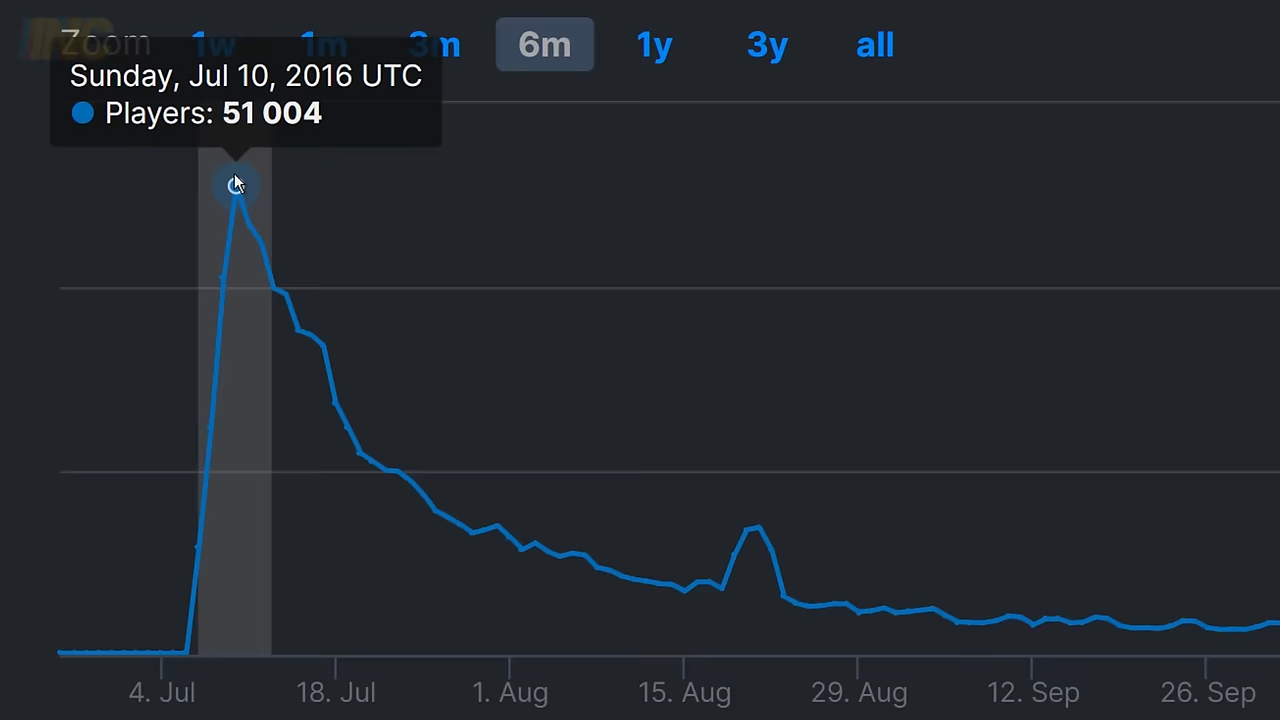 Zoom 1w 1m 3m 6m 1y 3y all
Sunday, Jul 10, 2016 UTC
Players: 51 004
4. Jul 18. Jul 1. Aug 15. Aug 29. Aug 12. Sep 26. Sep